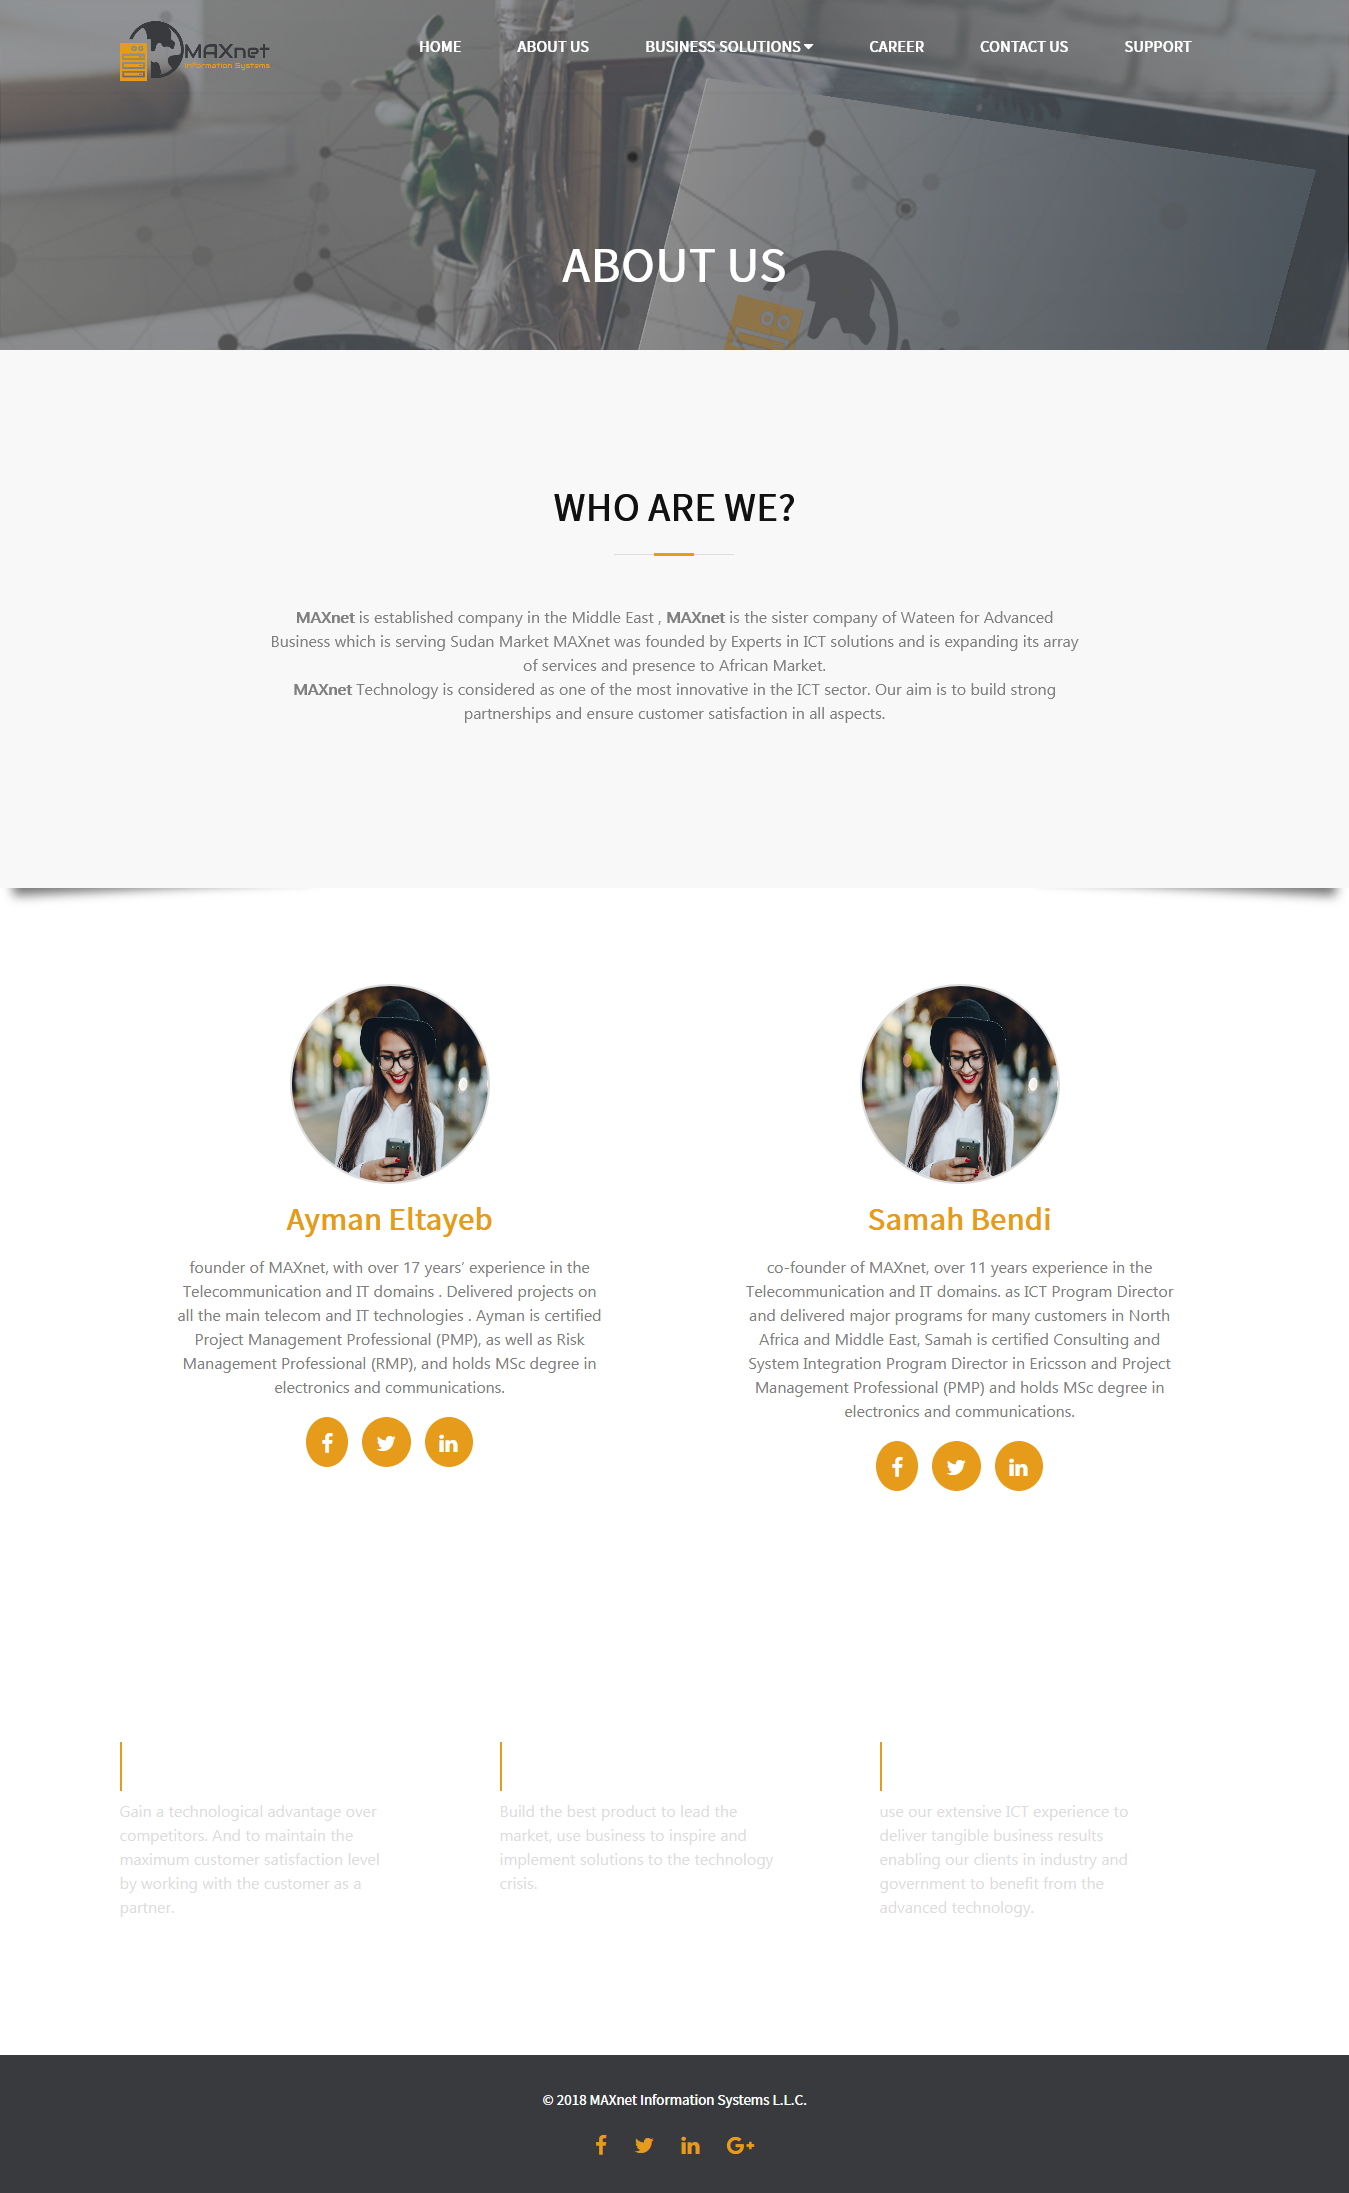 MAXnet
Information Systems
HOME ABOUT US BUSINESS SOLUTIONS CAREER CONTACT US SUPPORT
ABOUT US
WHO ARE WE?
MAXnet is established company in the Middle East , MAXnet is the sister company of Wateen for Advanced
Business which is serving Sudan Market MAXnet was founded by Experts in ICT solutions and is expanding its array
of services and presence to African Market.
MAXnet Technology is considered as one of the most innovative in the ICT sector. Our aim is to build strong
partnerships and ensure customer satisfaction in all aspects.
Ayman Eltayeb
founder of MAXnet, with over 17 years’ experience in the
Telecommunication and IT domains . Delivered projects on
all the main telecom and IT technologies . Ayman is certified
Project Management Professional (PMP), as well as Risk
Management Professional (RMP), and holds MSc degree in
electronics and communications.
Samah Bendi
co-founder of MAXnet, over 11 years experience in the
Telecommunication and IT domains. as ICT Program Director
and delivered major programs for many customers in North
Africa and Middle East, Samah is certified Consulting and
System Integration Program Director in Ericsson and Project
Management Professional (PMP) and holds MSc degree in
electronics and communications.
Gain a technological advantage over
competitors. And to maintain the
maximum customer satisfaction level
by working with the customer as a
partner.
Build the best product to lead the
market, use business to inspire and
implement solutions to the technology
crisis.
use our extensive ICT experience to
deliver tangible business results
enabling our clients in industry and
government to benefit from the
advanced technology.
© 2018 MAXnet Information Systems L.L.C.